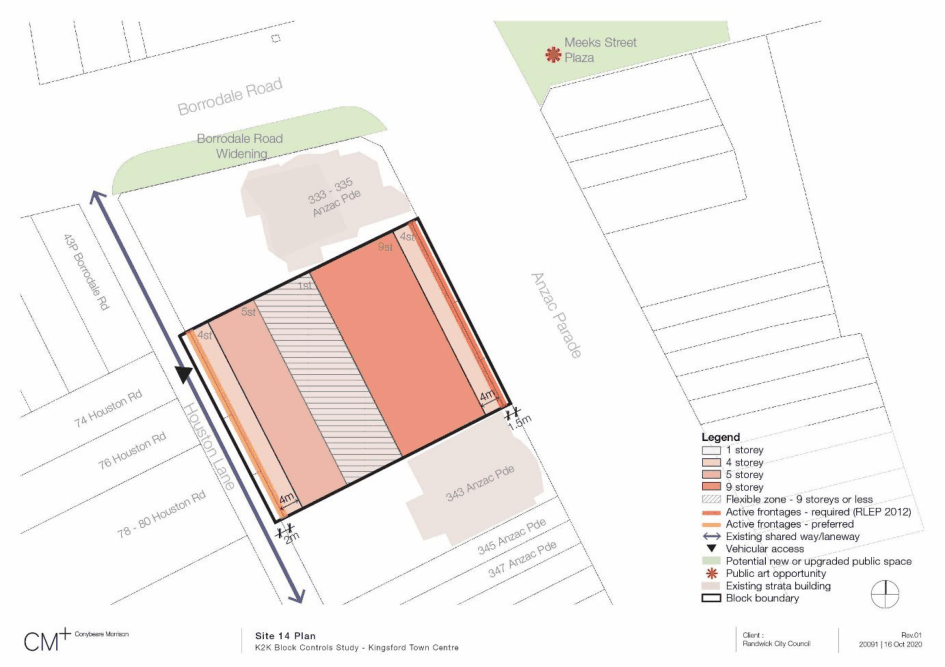 Meeks Street
Plaza
Borrodale Road
Borrodale Road
Widening
333 - 335
Anzac Pde
43P Borrodale Rd
4st
9st
1st
5st
4st
Anzac Parade
74 Houston Rd
76 Houston Rd
78 - 80 Houston Rd
Houston Lane
4m
1.5m
4m
2m
343 Anzac Pde
345 Anzac Pde
347 Anzac Pde
Legend
1 storey
4 storey
5 storey
9 storey
Flexible zone - 9 storeys or less
Active frontages - required (RLEP 2012)
Active frontages - preferred
Existing shared way/laneway
Vehicular access
Potential new or upgraded public space
Public art opportunity
Existing strata building
Block boundary
CM+ Conybeare Morrison
Site 14 Plan
K2K Block Controls Study - Kingsford Town Centre
Client :
Randwick City Council
Rev.01
20091 | 16 Oct 2020